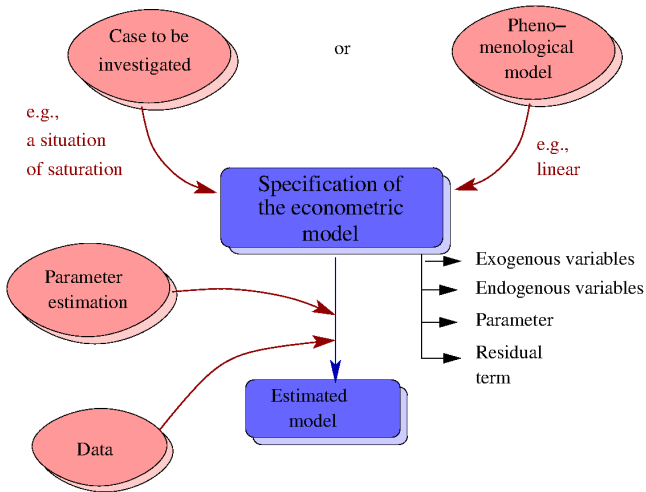 Case to be
investigated
or
Pheno–
menological
model
e.g.,
a situation
of saturation
e.g.,
linear
Specification of
the econometric
model
Exogenous variables
Endogenous variables
Parameter
Residual
term
Parameter
estimation
Estimated
model
Data